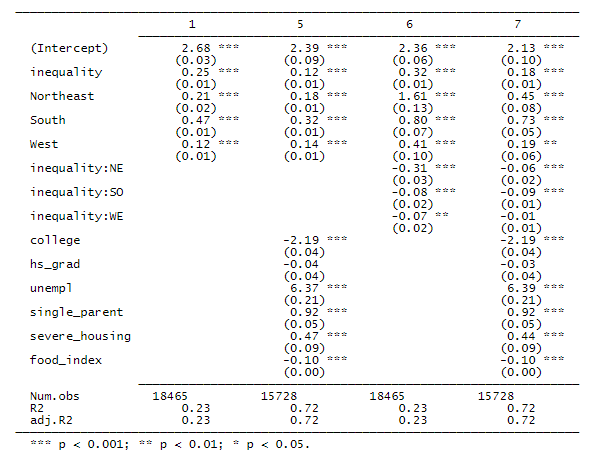 1 5 6 7
(Intercept) 2.68 *** 2.39 *** 2.36 *** 2.13 ***
(0.03) (0.09) (0.06) (0.10)
inequality 0.25 *** 0.12 *** 0.32 *** 0.18 ***
(0.01) (0.01) (0.01) (0.01)
Northeast 0.21 *** 0.18 *** 1.61 *** 0.45 ***
(0.02) (0.01) (0.13) (0.08)
South 0.47 *** 0.32 *** 0.80 *** 0.73 ***
(0.01) (0.01) (0.07) (0.05)
West 0.12 *** 0.14 *** 0.41 *** 0.19 **
(0.01) (0.01) (0.10) (0.06)
inequality:NE -0.31 *** -0.06 ***
(0.03) (0.02)
inequality:SO -0.08 *** -0.09 ***
(0.02) (0.01)
inequality:WE -0.07 ** -0.01
(0.02) (0.01)
college -2.19 *** -2.19 ***
(0.04) (0.04)
hs_grad -0.04 -0.03
(0.04) (0.04)
unempl 6.37 *** 6.39 ***
(0.21) (0.21)
single_parent 0.92 *** 0.92 ***
(0.05) (0.05)
severe_housing 0.47 *** 0.44 ***
(0.09) (0.09)
food_index -0.10 *** -0.10 ***
(0.00) (0.00)
Num.obs 18465 15728 18465 15728
R2 0.23 0.72 0.23 0.72
adj.R2 0.23 0.72 0.23 0.72
*** p < 0.001; ** p < 0.01; * p < 0.05.